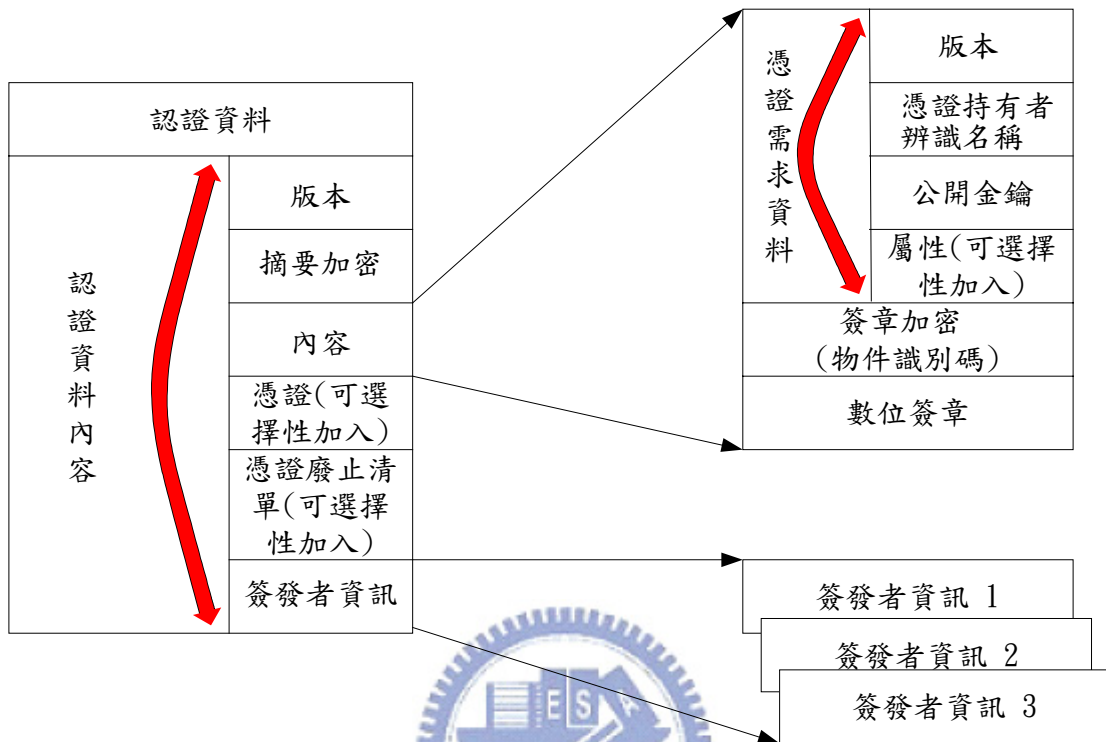 認證資料
認證資料內容
版本
摘要加密
內容
憑證(可選
擇性加入)
憑證廢止清
單(可選擇
性加入)
簽發者資訊
憑證需求資料
版本
憑證持有者
辨識名稱
公開金鑰
屬性(可選擇
性加入)
簽章加密
(物件識別碼)
數位簽章
簽發者資訊 1
簽發者資訊 2
簽發者資訊 3
E S A